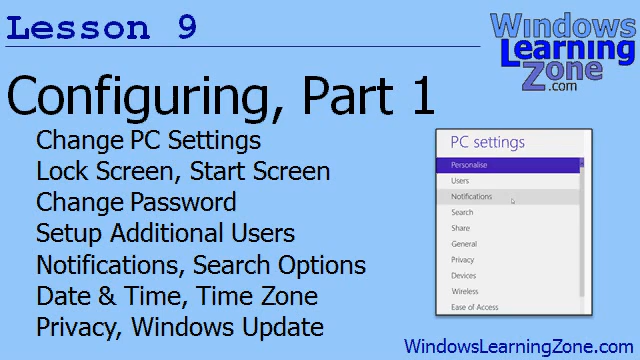 Lesson 9
Windows
Learning
Zone
.com
Configuring, Part 1
Change PC Settings
Lock Screen, Start Screen
Change Password
Setup Additional Users
Notifications, Search Options
Date & Time, Time Zone
Privacy, Windows Update
PC settings
Personalise
Users
Notifications
Search
Share
General
Privacy
Devices
Wireless
Ease of Access
WindowsLearningZone.com